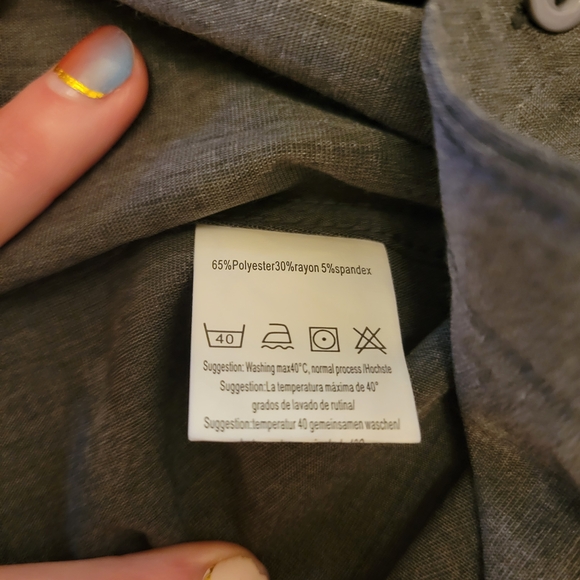 65%Polyester30%rayon 5%spandex
40
Suggestion: Washing max40°C, normal process /Hochste
Suggestion:La temperatura máxima de 40°
grados de lavado de rutina/
Suggestion:temperatur 40 gemeinsamen waschen/